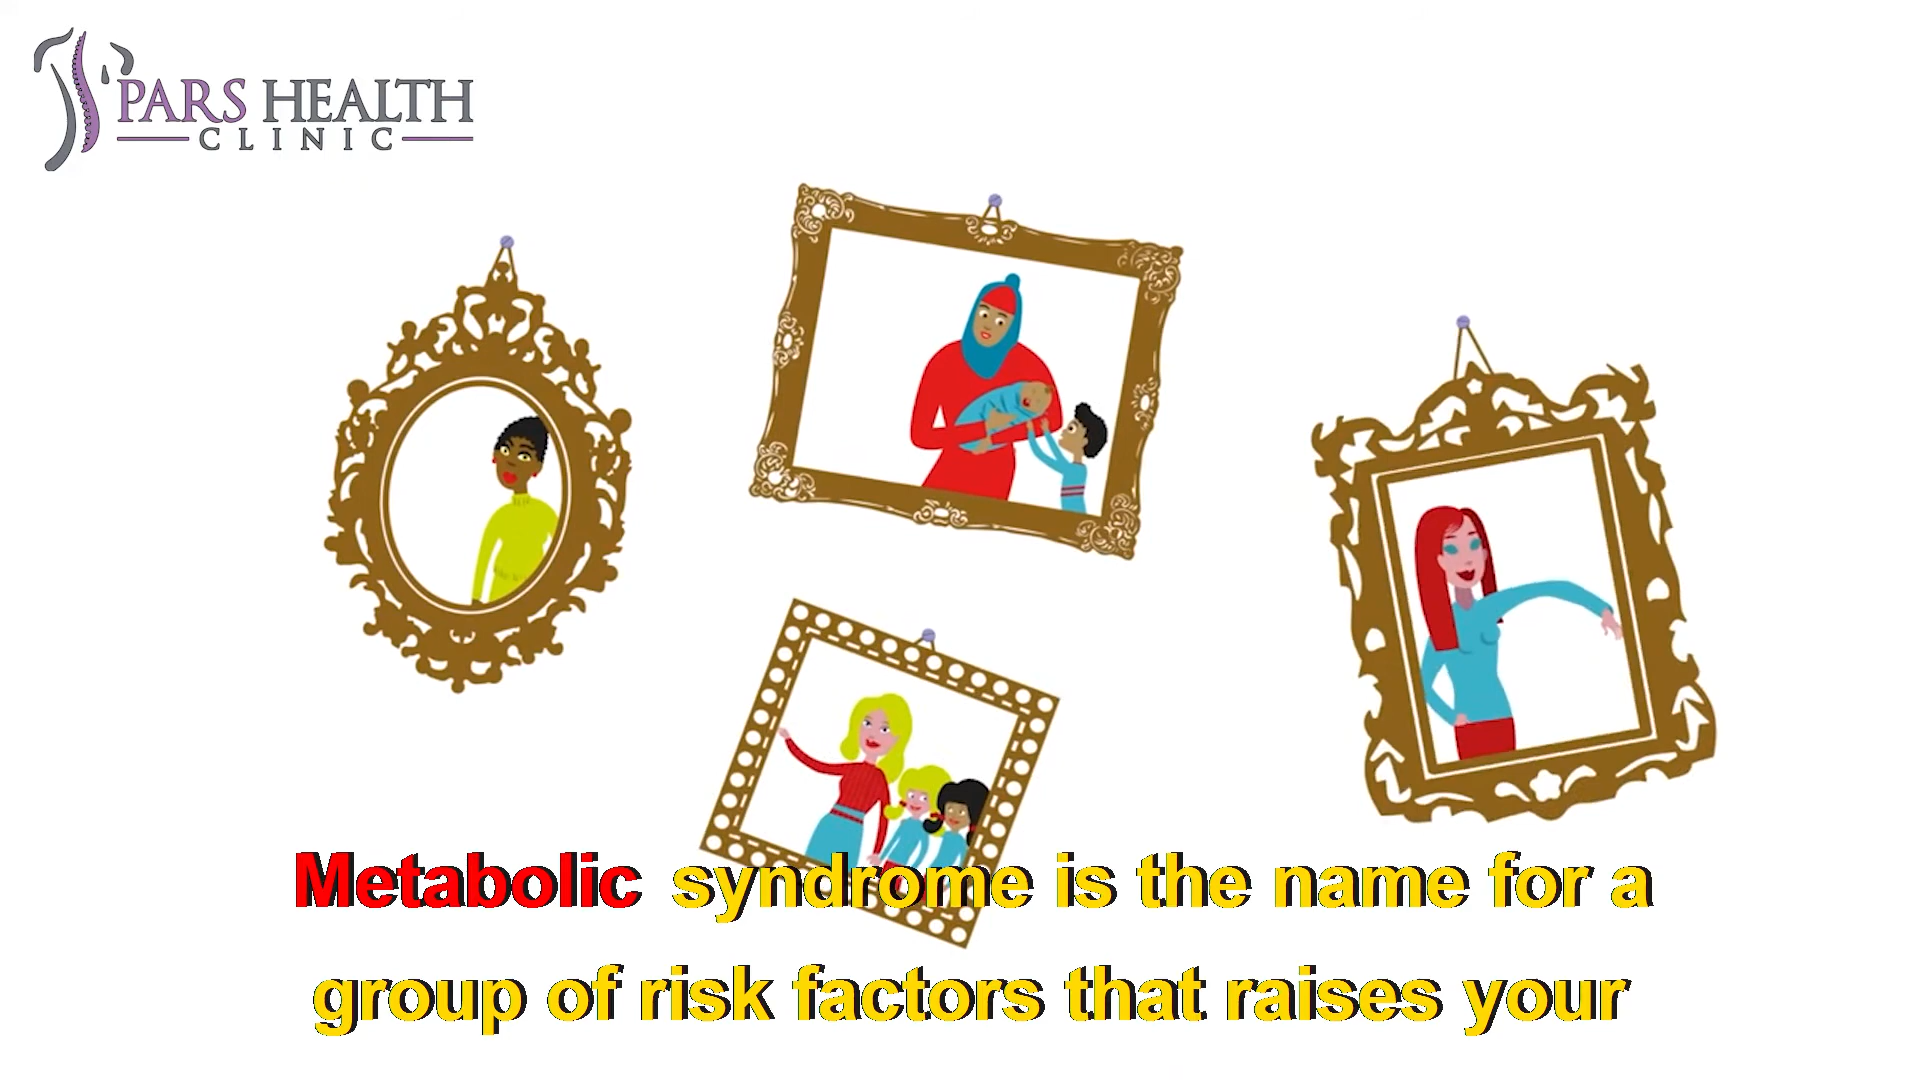 PARS HEALTH
CLINIC
Metabolic syndrome is the name for a
group of risk factors that raises your